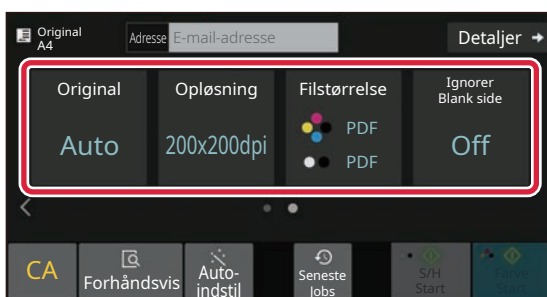 Original
A4
Adresse
E-mail-adresse
Detaljer
Original
Opløsning
Filstørrelse
Ignorer
Blank side
Auto
200x200dpi
PDF
PDF
Off
CA
Forhåndsvis
Auto-
indstil
Seneste
Jobs
S/H
Start
Farve
Start